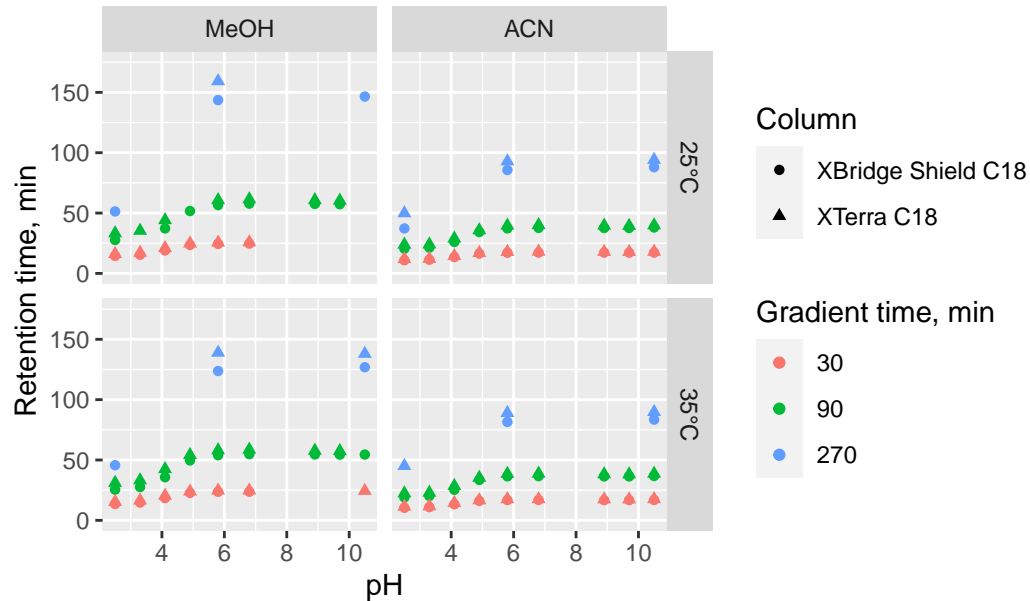 MeOH
ACN
150
100
50
0
25°C
150
100
50
0
35°C
4 6 8 10
4 6 8 10
Retention time, min
pH
Column
XBridge Shield C18
XTerra C18
Gradient time, min
30
90
270